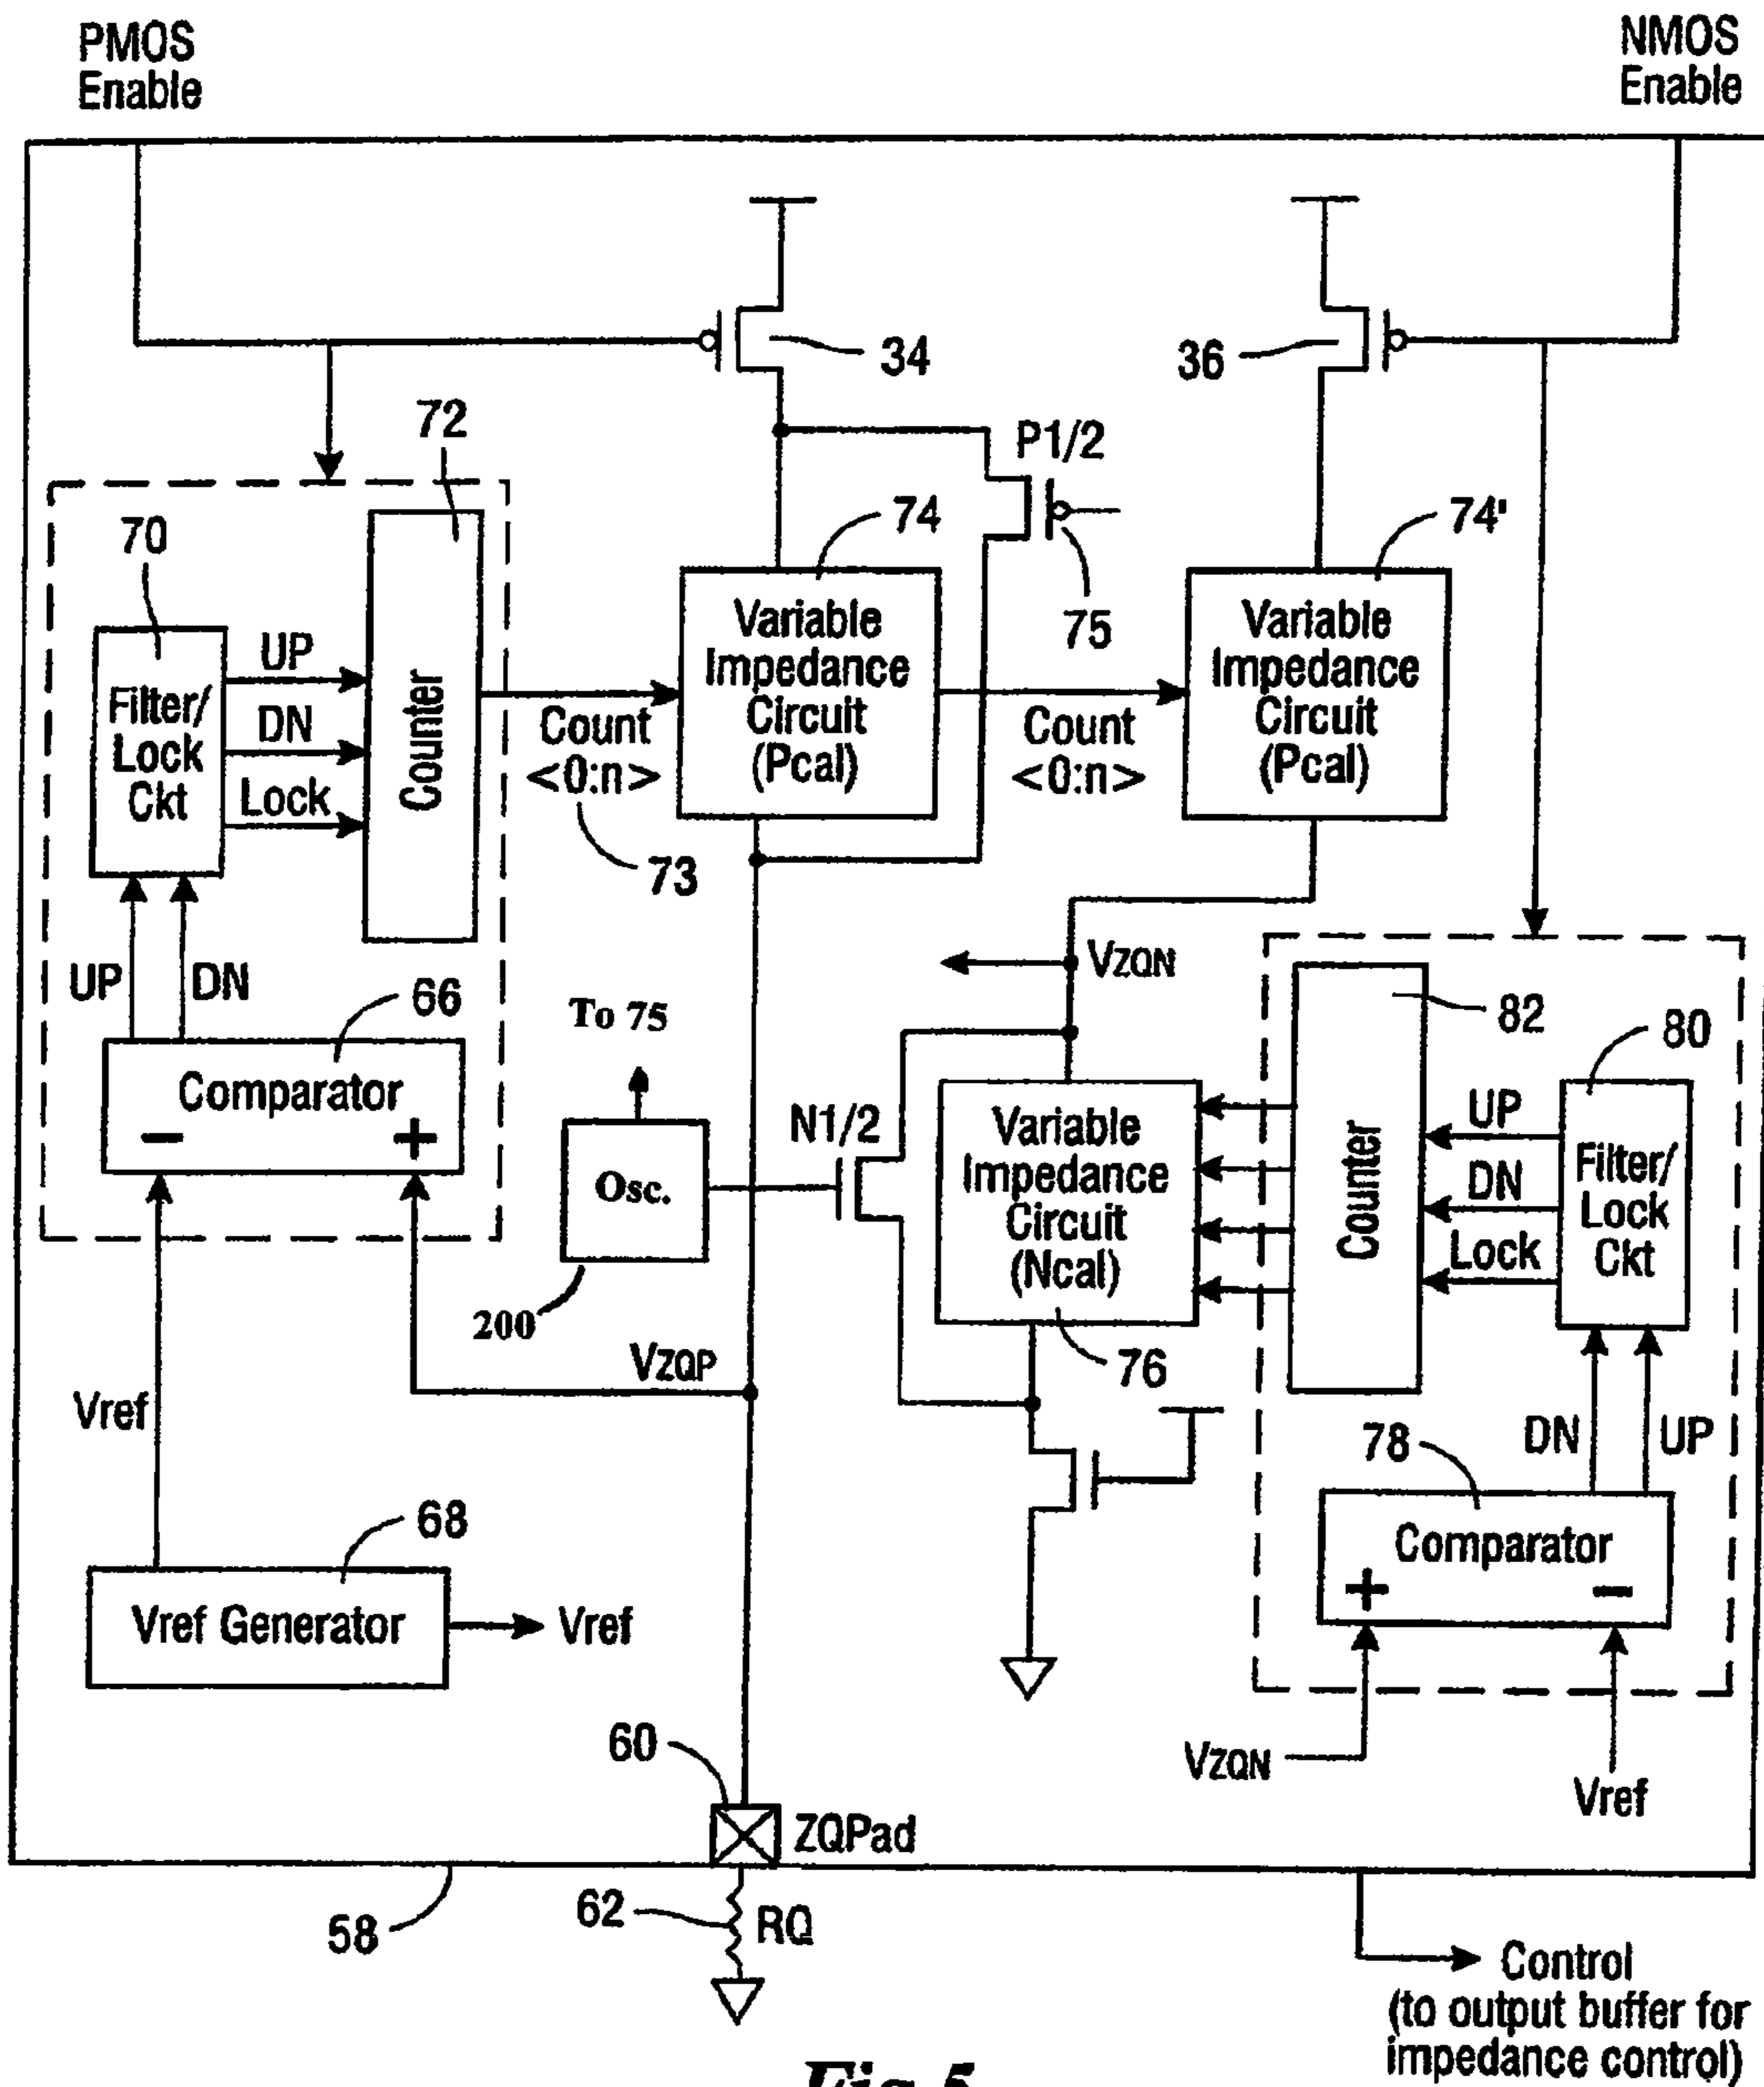 PMOS
Enable
NMOS
Enable
34
36
72
P1/2
70
74
74'
75
Filter/
Lock
Ckt
UP
DN
Lock
Counter
Count
<0:n>
73
Variable
Impedance
Circuit
(Pcal)
Count
<0:n>
Variable
Impedance
Circuit
(Pcal)
UP
DN
66
Comparator
− +
To 75
VZQN
82
80
Osc.
200
N1/2
Variable
Impedance
Circuit
(Ncal)
76
Counter
UP
DN
Lock
Filter/
Lock
Ckt
VZQP
Vref
DN
UP
78
Comparator
+ −
68
Vref Generator
Vref
VZQN
Vref
60
ZQPad
58
62
RQ
Control
(to output buffer for
impedance control)
Fig 5